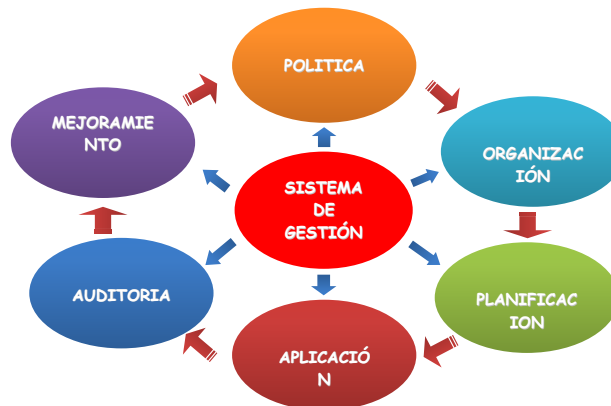 POLITICA
MEJORAMIE
NTO
ORGANIZAC
IÓN
SISTEMA
DE
GESTIÓN
AUDITORIA
PLANIFICAC
ION
APLICACIÓ
N